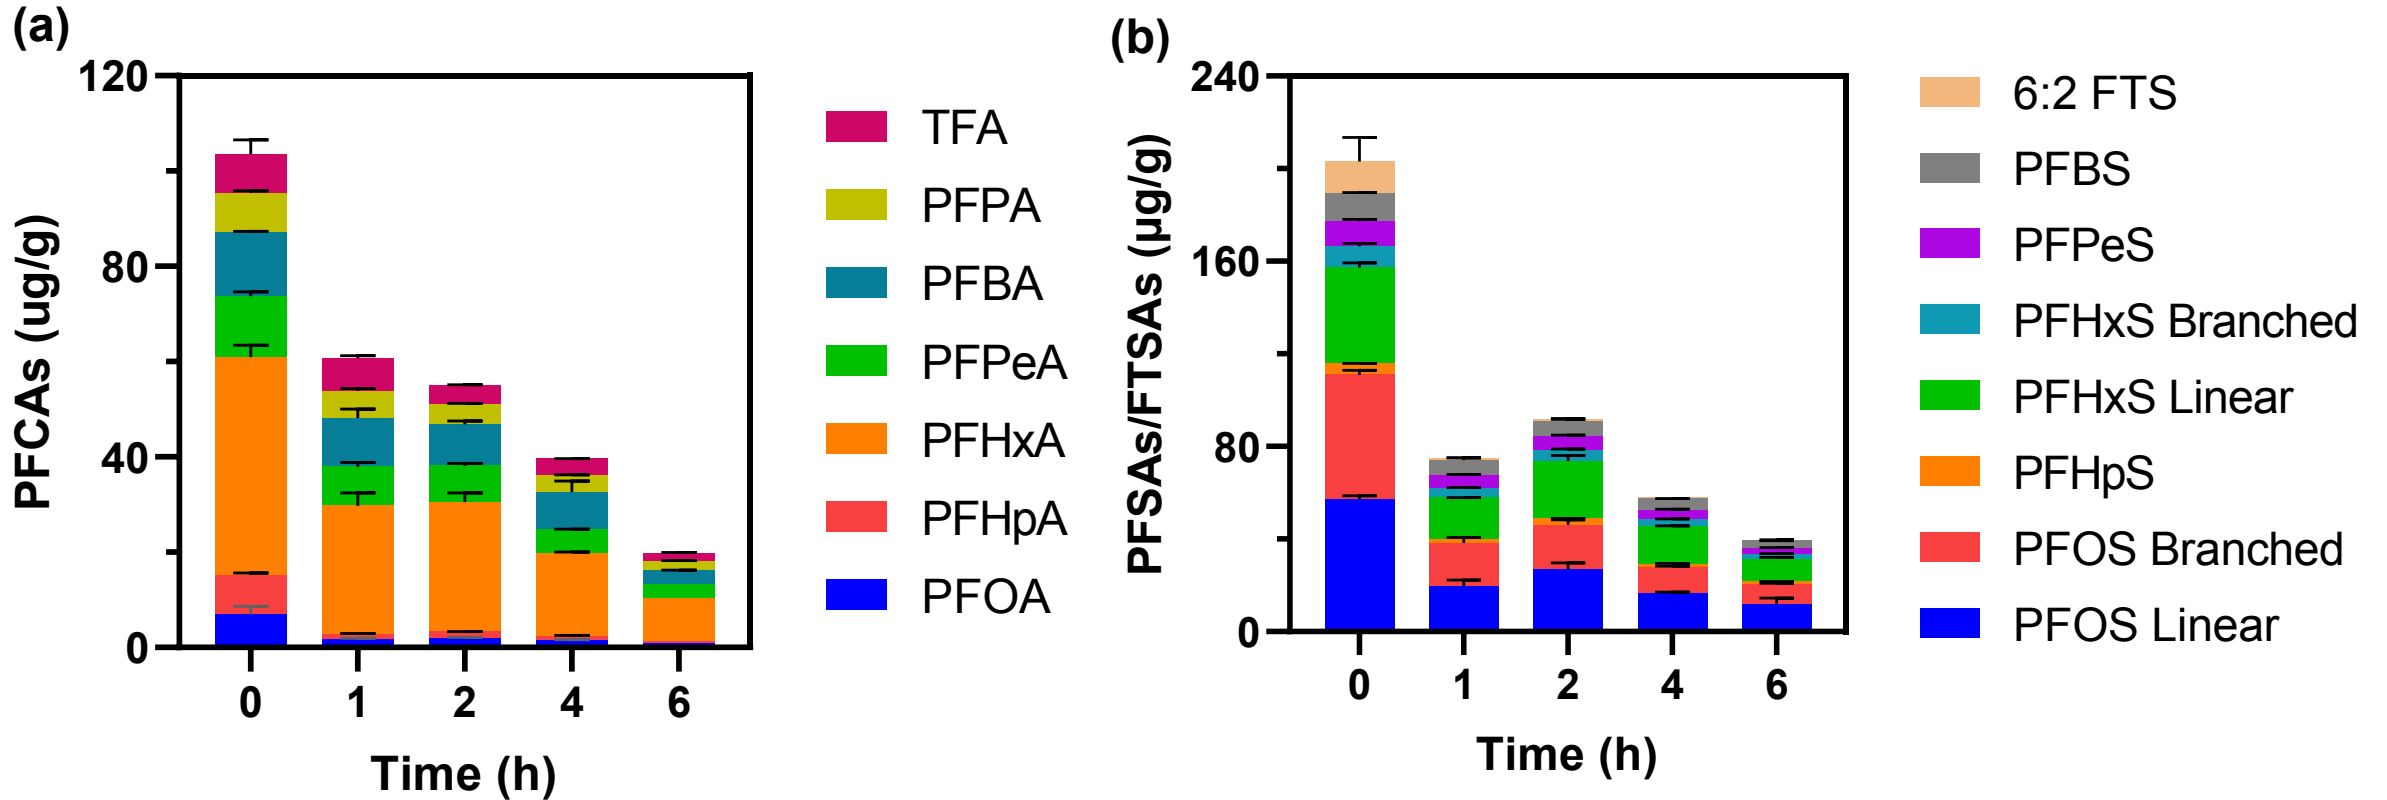 (a)
120
80
40
0
PFCAs (ug/g)
0 1 2 4 6
Time (h)
TFA
PFPA
PFBA
PFPeA
PFHxA
PFHpA
PFOA
(b)
240
160
80
0
PFSAs/FTSAs (µg/g)
0 1 2 4 6
Time (h)
6:2 FTS
PFBS
PFPeS
PFHxS Branched
PFHxS Linear
PFHpS
PFOS Branched
PFOS Linear